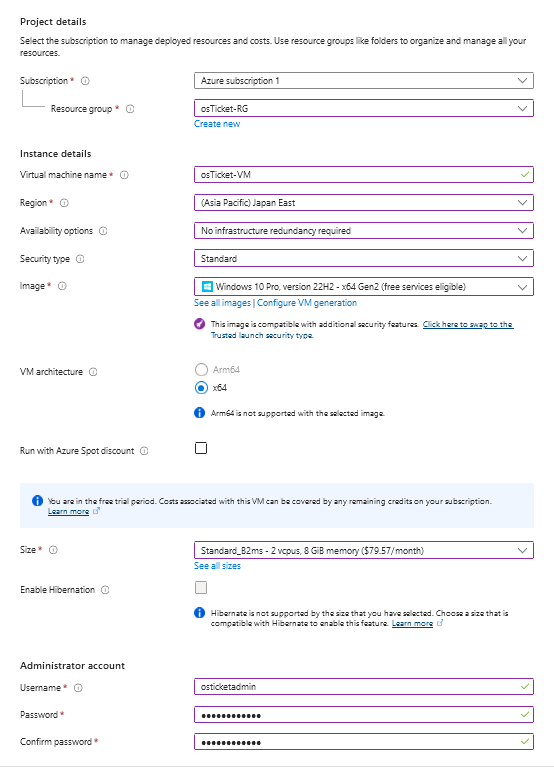 Project details
Select the subscription to manage deployed resources and costs. Use resource groups like folders to organize and manage all your
resources.
Subscription * Azure subscription 1
Resource group * osTicket-RG
Create new
Instance details
Virtual machine name * osTicket-VM
Region * (Asia Pacific) Japan East
Availability options No infrastructure redundancy required
Security type Standard
Image * Windows 10 Pro, version 22H2 - x64 Gen2 (free services eligible)
See all images | Configure VM generation
This image is compatible with additional security features. Click here to swap to the
Trusted launch security type.
VM architecture Arm64
x64
Arm64 is not supported with the selected image.
Run with Azure Spot discount
You are in the free trial period. Costs associated with this VM can be covered by any remaining credits on your subscription.
Learn more
Size * Standard_B2ms - 2 vcpus, 8 GiB memory ($79.57/month)
See all sizes
Enable Hibernation
Hibernate is not supported by the size that you have selected. Choose a size that is
compatible with Hibernate to enable this feature. Learn more
Administrator account
Username * osticketadmin
Password * ••••••••••••
Confirm password * ••••••••••••